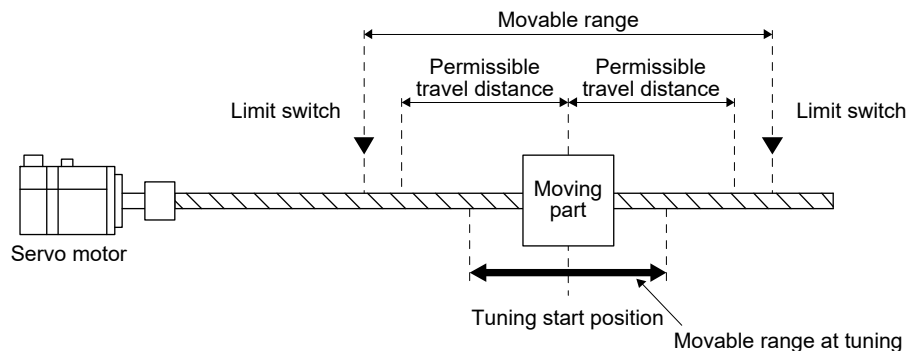 Movable range
Permissible
travel distance
Permissible
travel distance
Limit switch
Limit switch
Moving
part
Servo motor
Tuning start position
Movable range at tuning